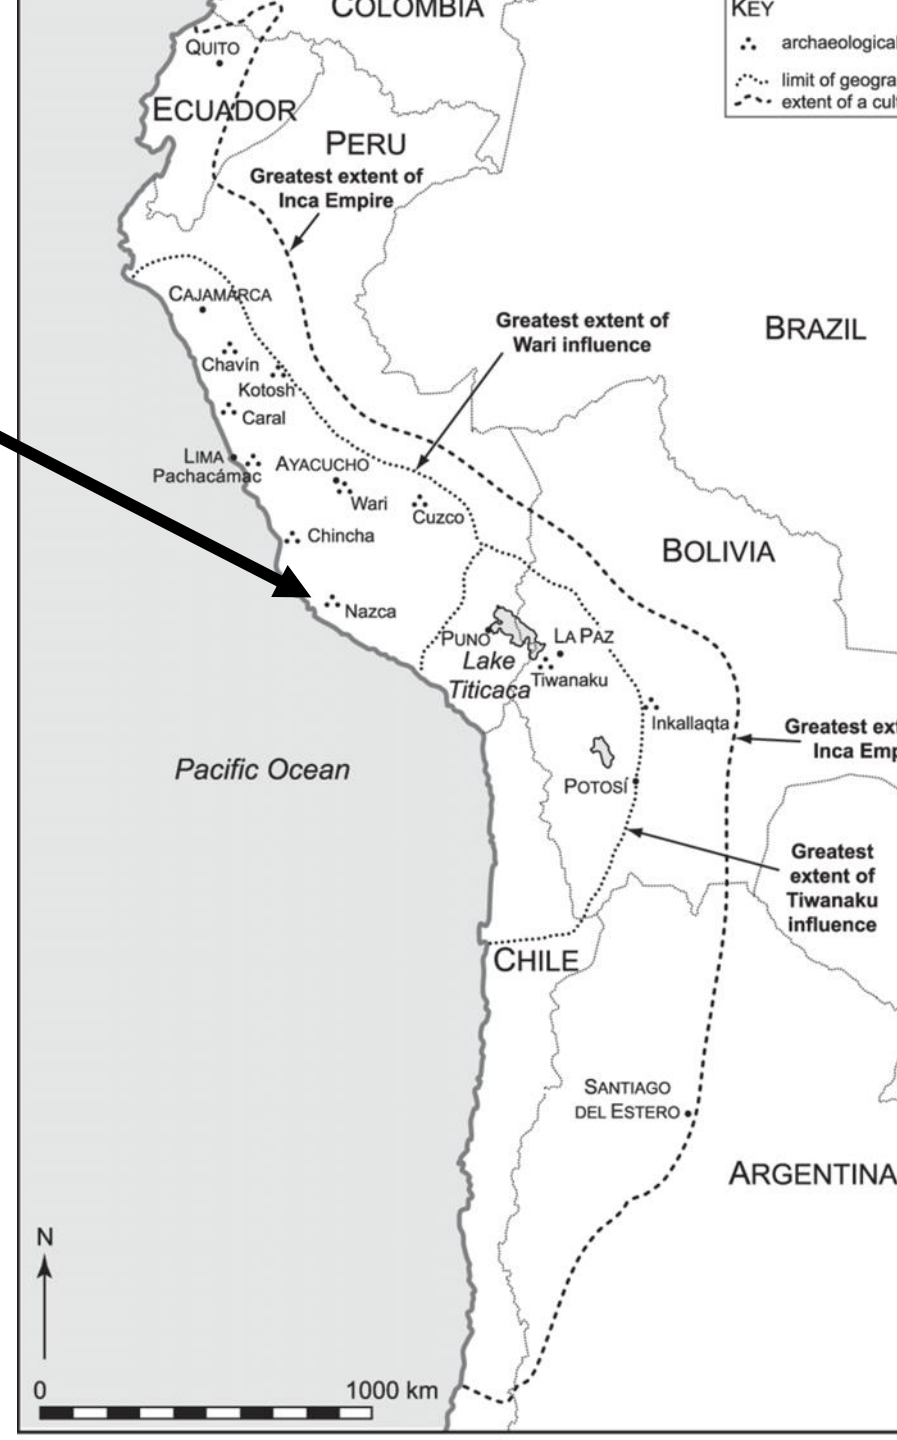 COLOMBIA
KEY
archaeological
limit of geogra
extent of a cul
QUITO
ECUADOR
PERU
Greatest extent of
Inca Empire
CAJAMARCA
Greatest extent of
Wari influence
BRAZIL
Chavín
Kotosh
Caral
LIMA
Pachacámac
AYACUCHO
Wari
Cuzco
Chincha
BOLIVIA
Nazca
PUNO
LA PAZ
Lake
Titicaca
Tiwanaku
Inkallaqta
Greatest ext
Inca Emp
Pacific Ocean
POTOSÍ
Greatest
extent of
Tiwanaku
influence
CHILE
SANTIAGO
DEL ESTERO
ARGENTINA
N
0 1000 km